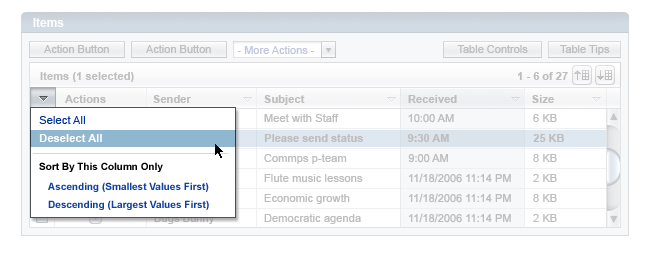 Items
Action Button Action Button - More Actions - Table Controls Table Tips
Items (1 selected) 1 - 6 of 27
Actions Sender Subject Received Size
Select All Meet with Staff 10:00 AM 6 KB
Deselect All Please send status 9:30 AM 25 KB
Commps p-team 9:00 AM 8 KB
Sort By This Column Only
Flute music lessons 11/18/2006 11:14 PM 2 KB
Ascending (Smallest Values First)
Economic growth 11/18/2006 11:14 PM 8 KB
Descending (Largest Values First)
Bugs Bunny Democratic agenda 11/18/2006 11:14 PM 2 KB